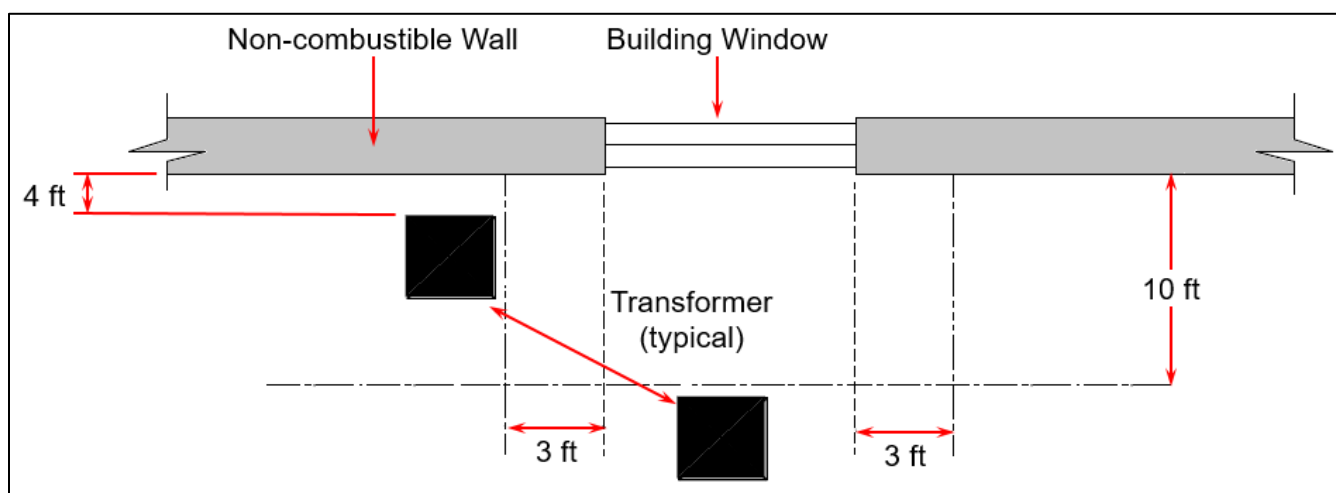 Non-combustible Wall
Building Window
4 ft
Transformer
(typical)
10 ft
3 ft
3 ft